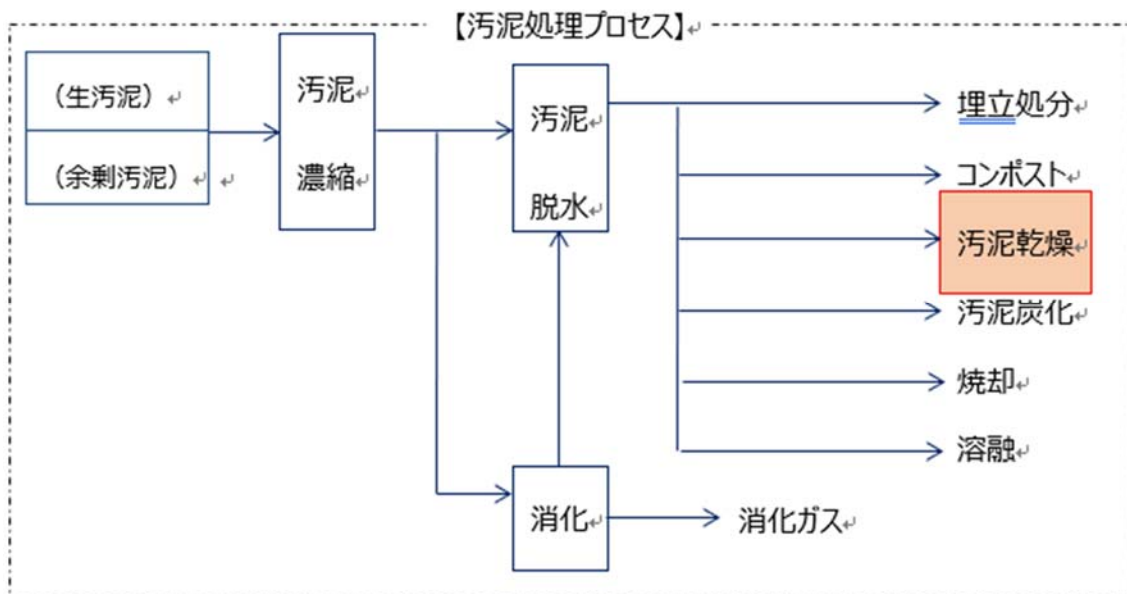 【汚泥処理プロセス】
（生汚泥）
（余剰汚泥）
汚泥
濃縮
汚泥
脱水
埋立処分
コンポスト
汚泥乾燥
汚泥炭化
焼却
溶融
消化
消化ガス